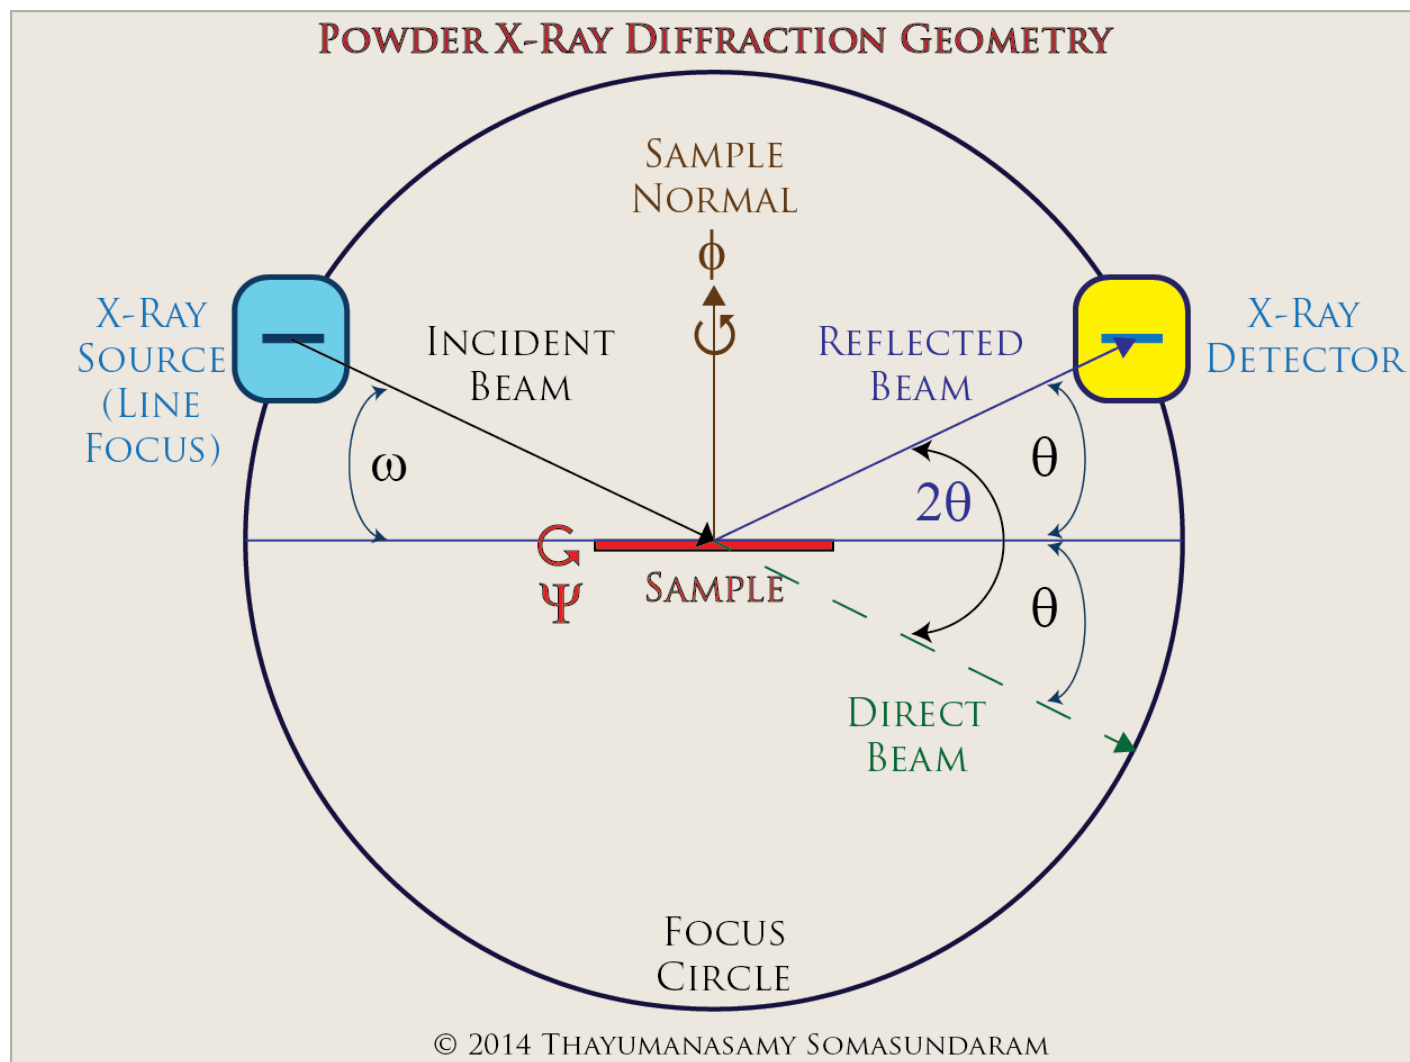 POWDER X-RAY DIFFRACTION GEOMETRY
SAMPLE
NORMAL
ϕ
X-RAY
SOURCE
(LINE
FOCUS)
INCIDENT
BEAM
REFLECTED
BEAM
X-RAY
DETECTOR
ω
2θ
θ
Ψ
SAMPLE
θ
DIRECT
BEAM
FOCUS
CIRCLE
© 2014 THAYUMANASAMY SOMASUNDARAM